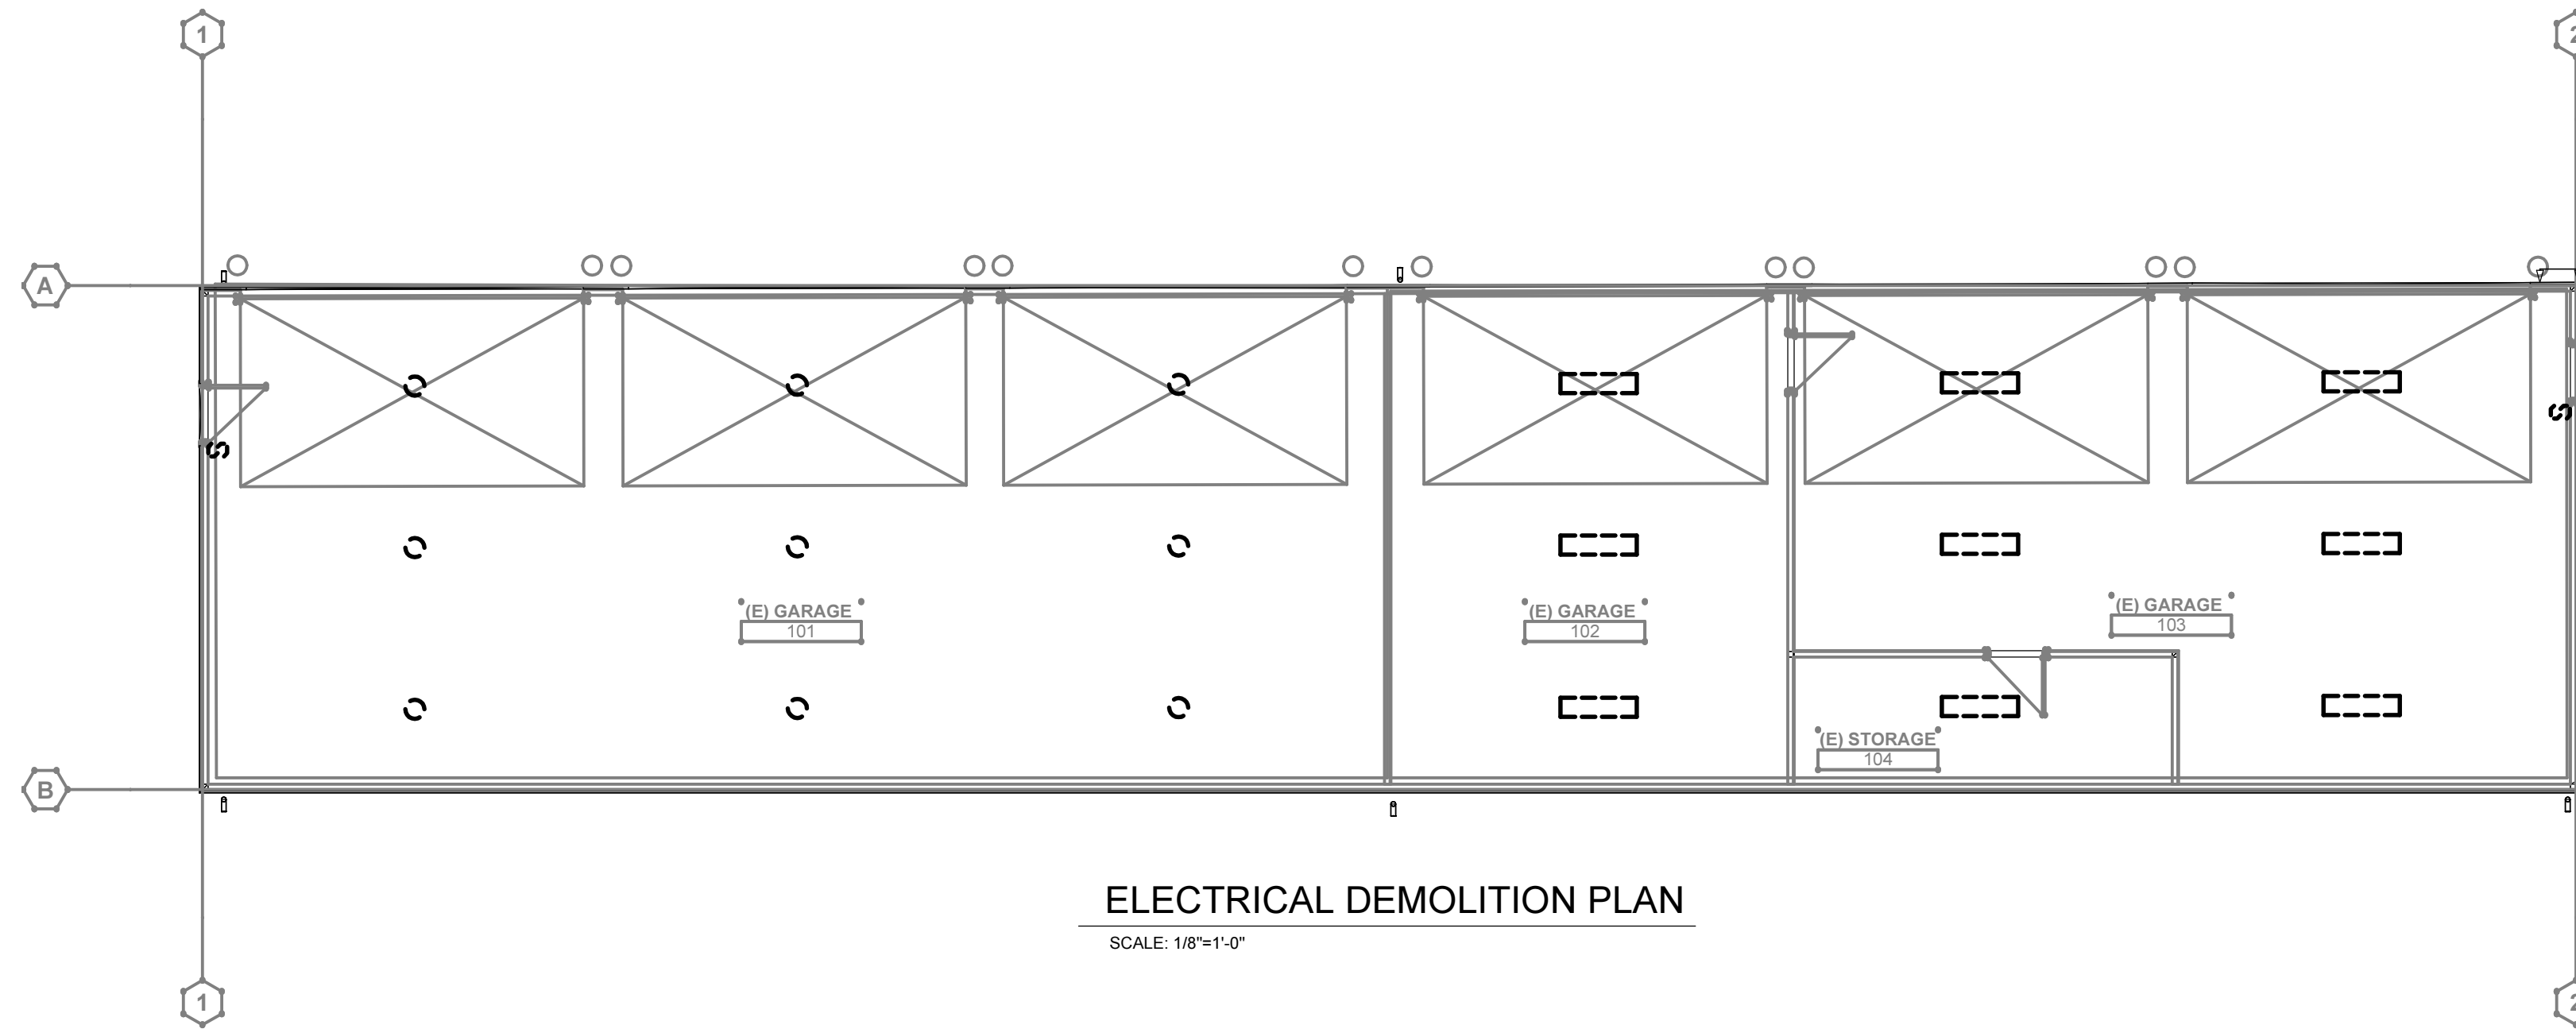 1
2
A
(E) GARAGE
101
(E) GARAGE
102
(E) GARAGE
103
(E) STORAGE
104
B
ELECTRICAL DEMOLITION PLAN
SCALE: 1/8"=1'-0"
1
2